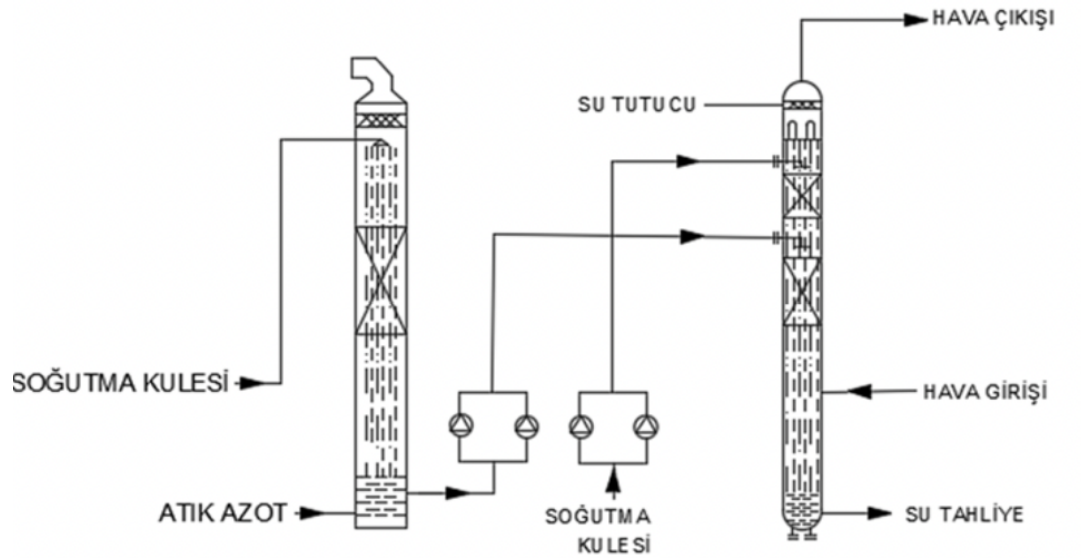 HAVA ÇIKIŞI
SU TUTUCU
SOĞUTMA KULESİ
HAVA GİRİŞİ
ATIK AZOT
SOĞUTMA
KULESİ
SU TAHLİYE